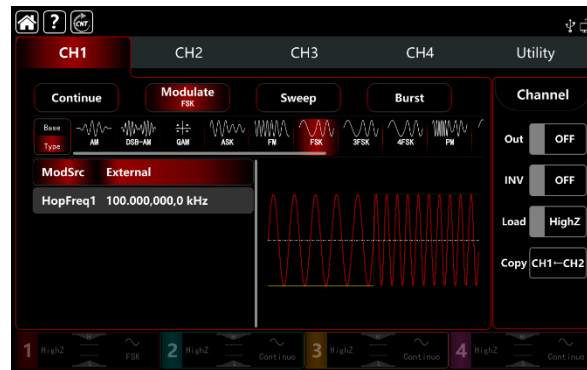 ? CNT
CH1 CH2 CH3 CH4 Utility
Continue Modulate Sweep Burst Channel
FSK
Base
Type AM DSB-AM QAM ASK FM FSK 3FSK 4FSK PM
Out OFF
ModSrc External
INV OFF
HopFreq1 100.000,000,0 kHz
Load HighZ
Copy CH1←CH2
1 HighZ FSK 2 HighZ Continue 3 HighZ Continue 4 HighZ Continue